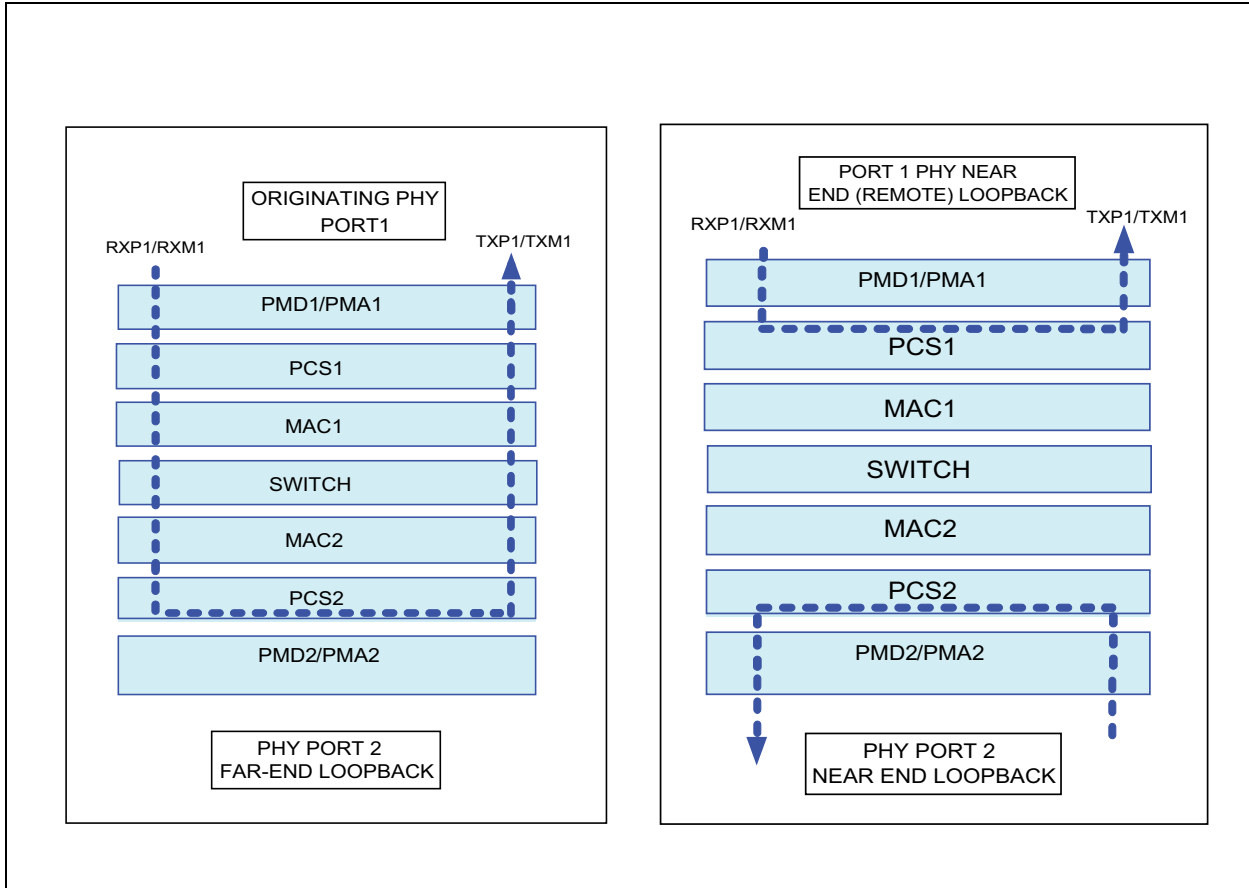 ORIGINATING PHY
PORT1
RXP1/RXM1
TXP1/TXM1
PMD1/PMA1
PCS1
MAC1
SWITCH
MAC2
PCS2
PMD2/PMA2
PHY PORT 2
FAR-END LOOPBACK
PORT 1 PHY NEAR
END (REMOTE) LOOPBACK
RXP1/RXM1
TXP1/TXM1
PMD1/PMA1
PCS1
MAC1
SWITCH
MAC2
PCS2
PMD2/PMA2
PHY PORT 2
NEAR END LOOPBACK